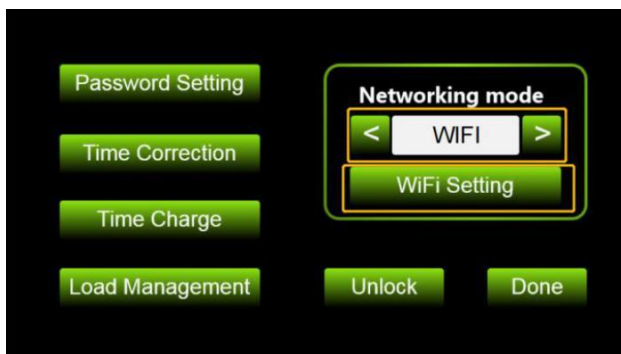 Password Setting
Time Correction
Time Charge
Load Management
Networking mode
< WIFI >
WiFi Setting
Unlock
Done